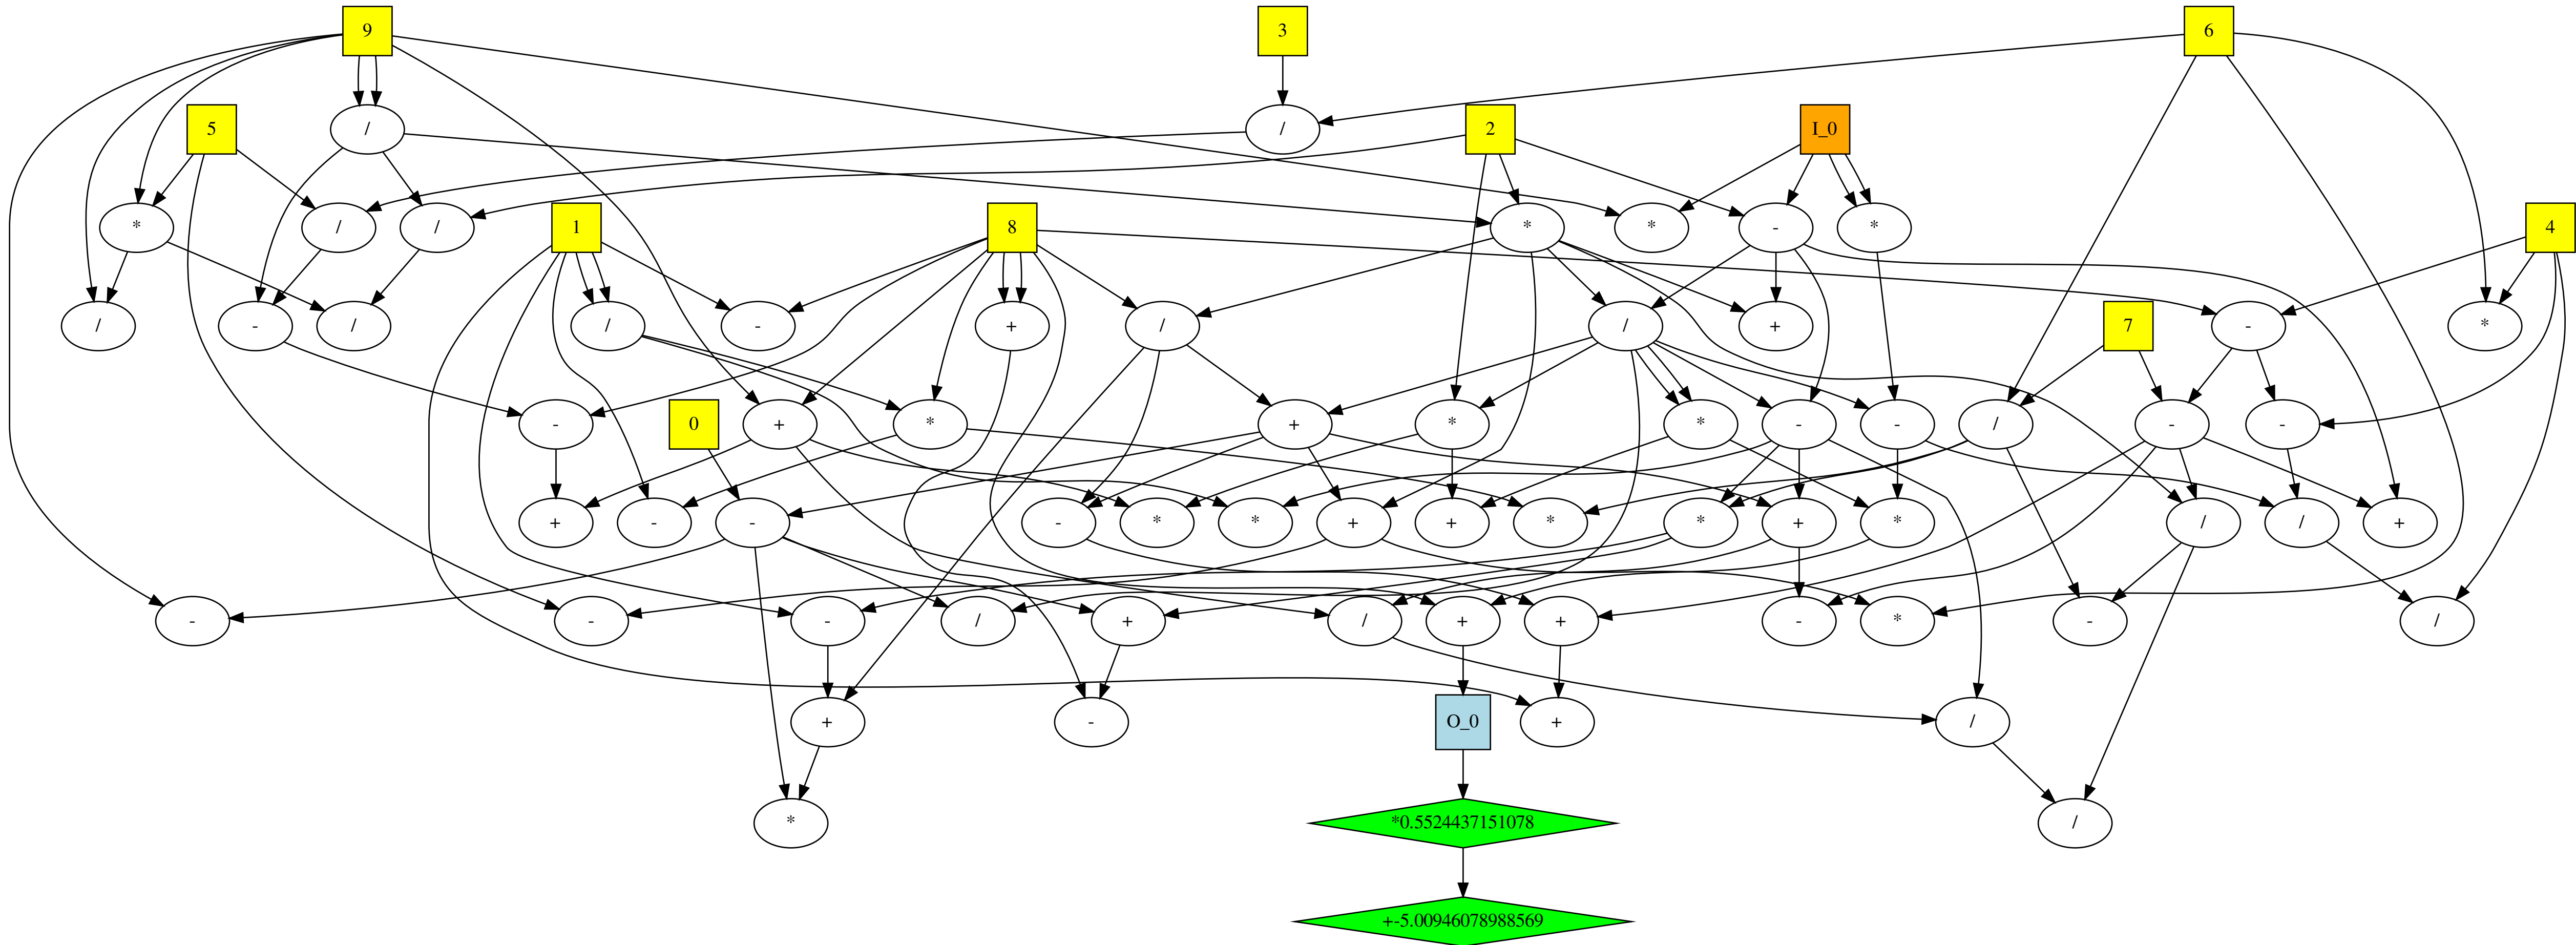 9 3 6
5 / / 2 I_0
* / / 1 8 * * - * 4
/ - / / - + / / + 7 - *
- 0 + * + * * - - / - -
+ - - - * * + + * * + * / / +
- - - / + / + + - * - /
+ - O_0 + /
* *0.5524437151078 /
+-5.00946078988569